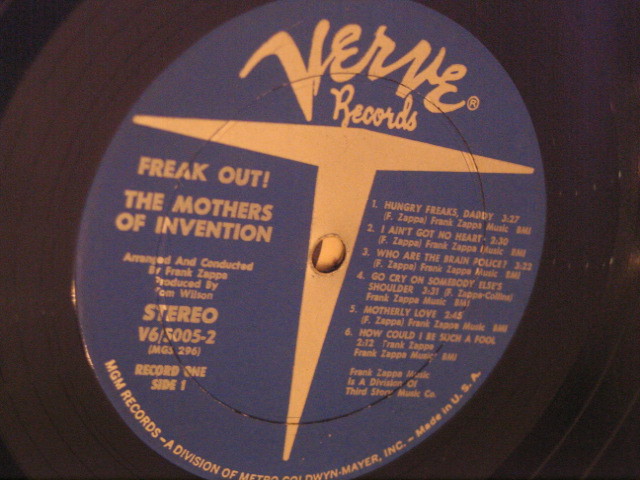 Verve®
Records
FREAK OUT!
THE MOTHERS
OF INVENTION
Arranged And Conducted
By Frank Zappa
Produced By
Tom Wilson
STEREO
V6/5005-2
(MGS 296)
RECORD ONE
SIDE 1
1. HUNGRY FREAKS, DADDY 3:27
(F. Zappa) Frank Zappa Music BMI
2. I AIN'T GOT NO HEART - 2:30
(F. Zappa) Frank Zappa Music BMI
3. WHO ARE THE BRAIN POLICE? 3:22
(F. Zappa) Frank Zappa Music BMI
4. GO CRY ON SOMEBODY ELSE'S
SHOULDER 3:31 (F. Zappa-Collins)
Frank Zappa Music BMI
5. MOTHERLY LOVE 2:45
(F. Zappa) Frank Zappa Music BMI
6. HOW COULD I BE SUCH A FOOL
2:12 Frank Zappa
Frank Zappa Music BMI
Frank Zappa Music
Is A Division Of
Third Story Music Co.
MGM RECORDS - A DIVISION OF METRO-GOLDWYN-MAYER, INC. - Made in U.S.A.